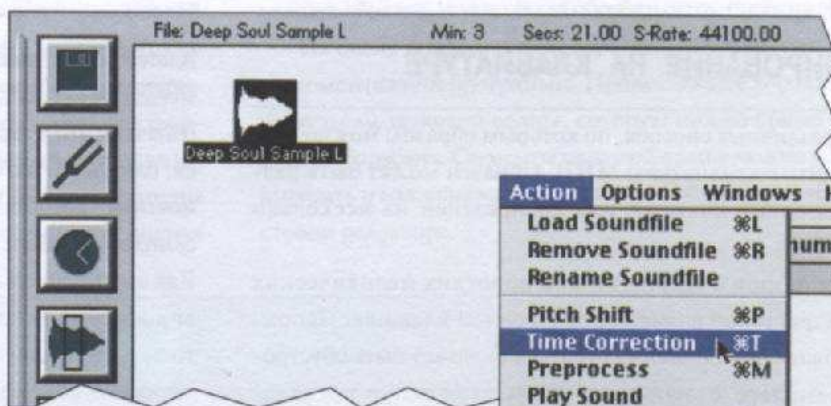 File: Deep Soul Sample L Min: 3 Secs: 21.00 S-Rate: 44100.00
Deep Soul Sample L
Action Options Windows
Load Soundfile ⌘L
Remove Soundfile ⌘R
Rename Soundfile
Pitch Shift ⌘P
Time Correction ⌘T
Preprocess ⌘M
Play Sound